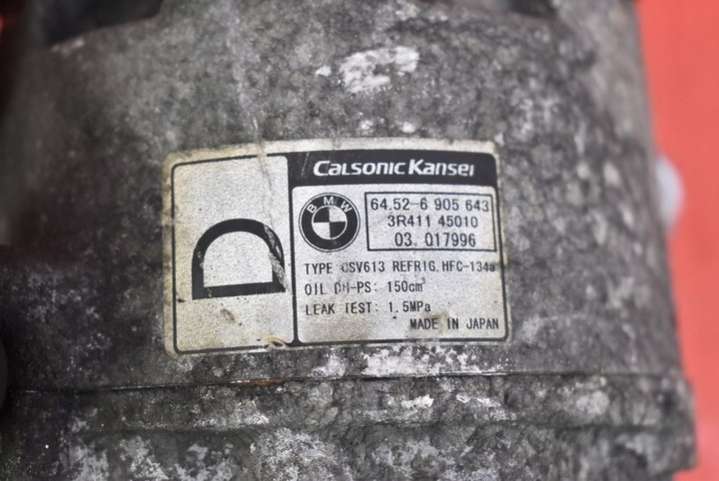 D
Calsonic Kansei
BMW
64.52-6 905 643
3R411 45010
03. 017996
TYPE CSV613 REFRIG. HFC-134a
OIL DH-PS: 150cm³
LEAK TEST: 1.5MPa
MADE IN JAPAN